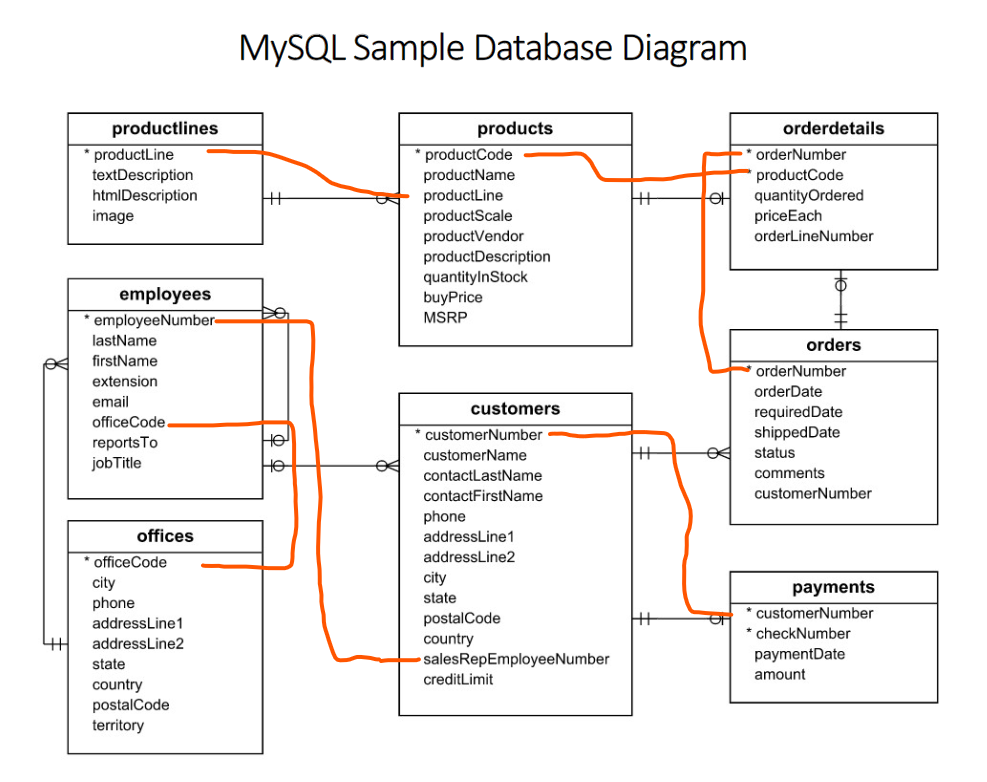 MySQL Sample Database Diagram
productlines
* productLine
textDescription
htmlDescription
image
products
* productCode
productName
productLine
productScale
productVendor
productDescription
quantityInStock
buyPrice
MSRP
orderdetails
* orderNumber
* productCode
quantityOrdered
priceEach
orderLineNumber
employees
* employeeNumber
lastName
firstName
extension
email
officeCode
reportsTo
jobTitle
customers
* customerNumber
customerName
contactLastName
contactFirstName
phone
addressLine1
addressLine2
city
state
postalCode
country
salesRepEmployeeNumber
creditLimit
orders
* orderNumber
orderDate
requiredDate
shippedDate
status
comments
customerNumber
offices
* officeCode
city
phone
addressLine1
addressLine2
state
country
postalCode
territory
payments
* customerNumber
* checkNumber
paymentDate
amount